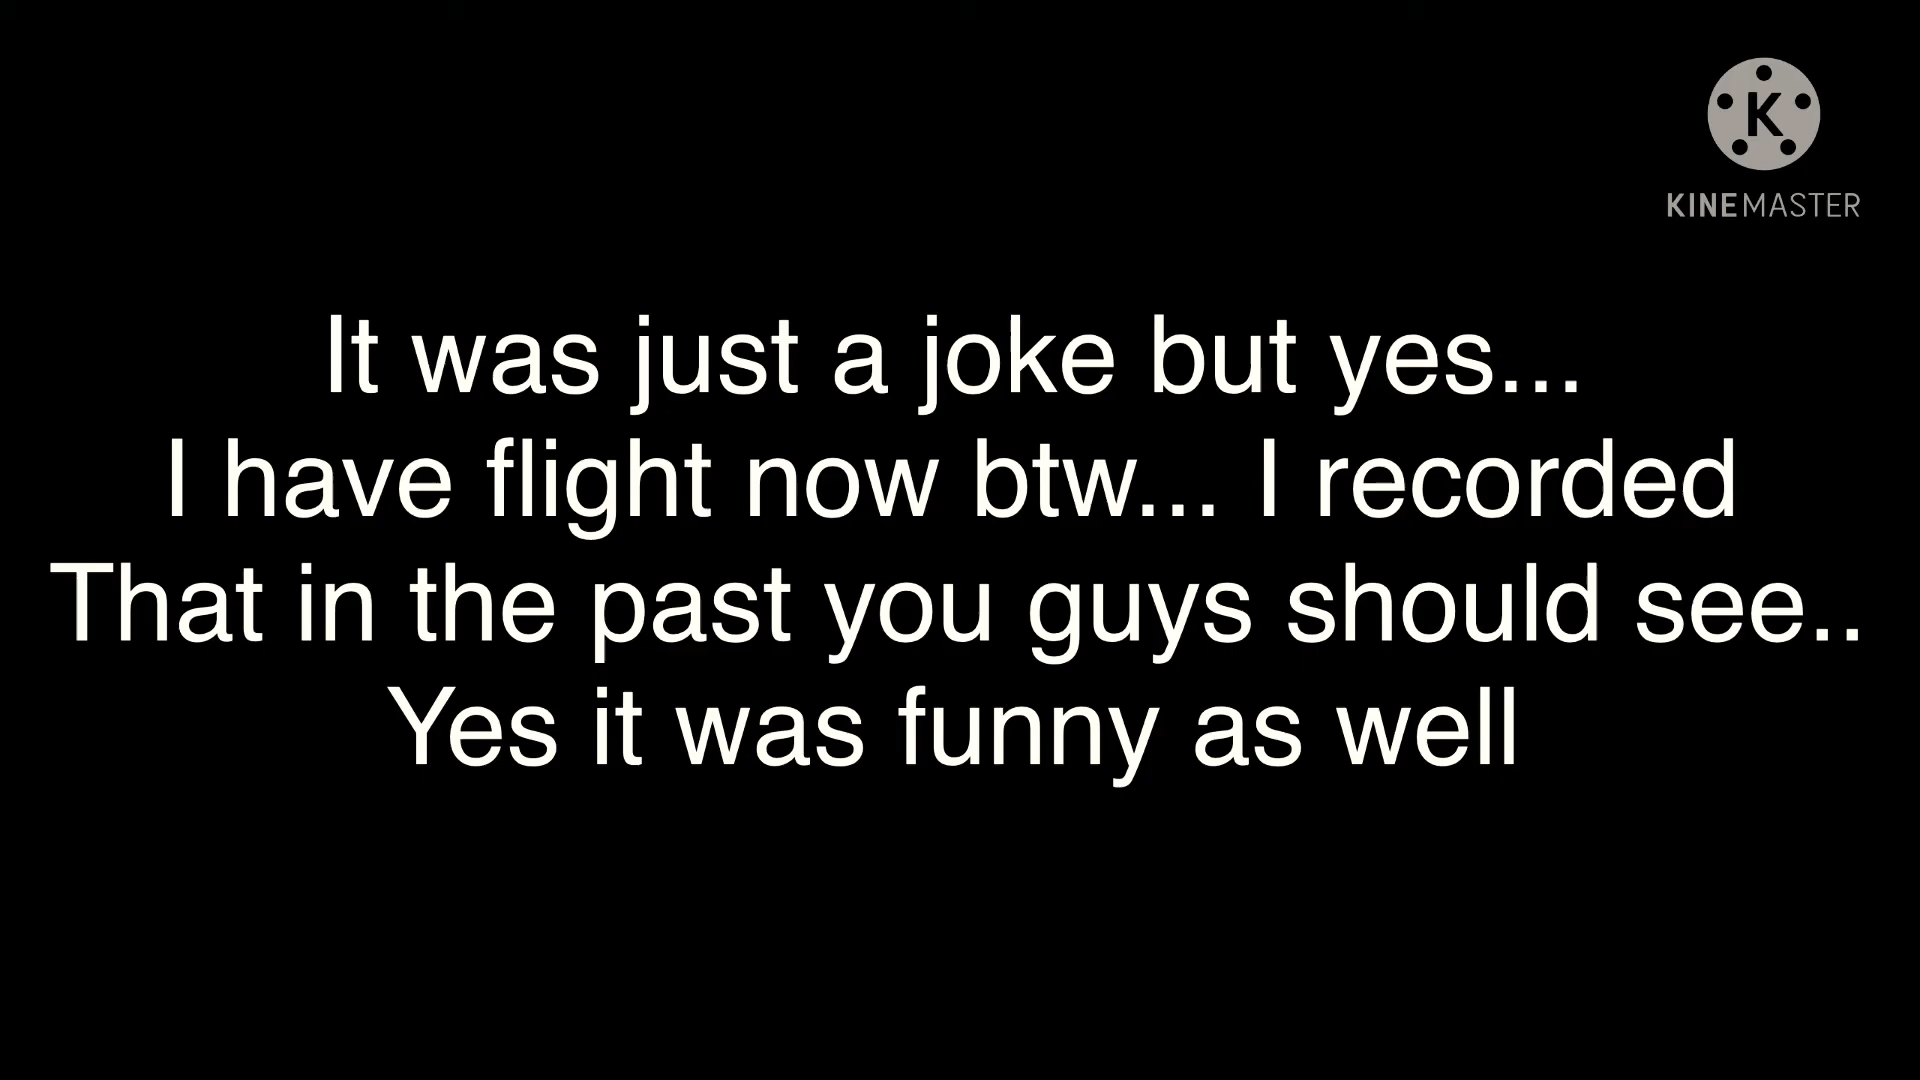 K
KINEMASTER
It was just a joke but yes...
I have flight now btw... I recorded
That in the past you guys should see..
Yes it was funny as well